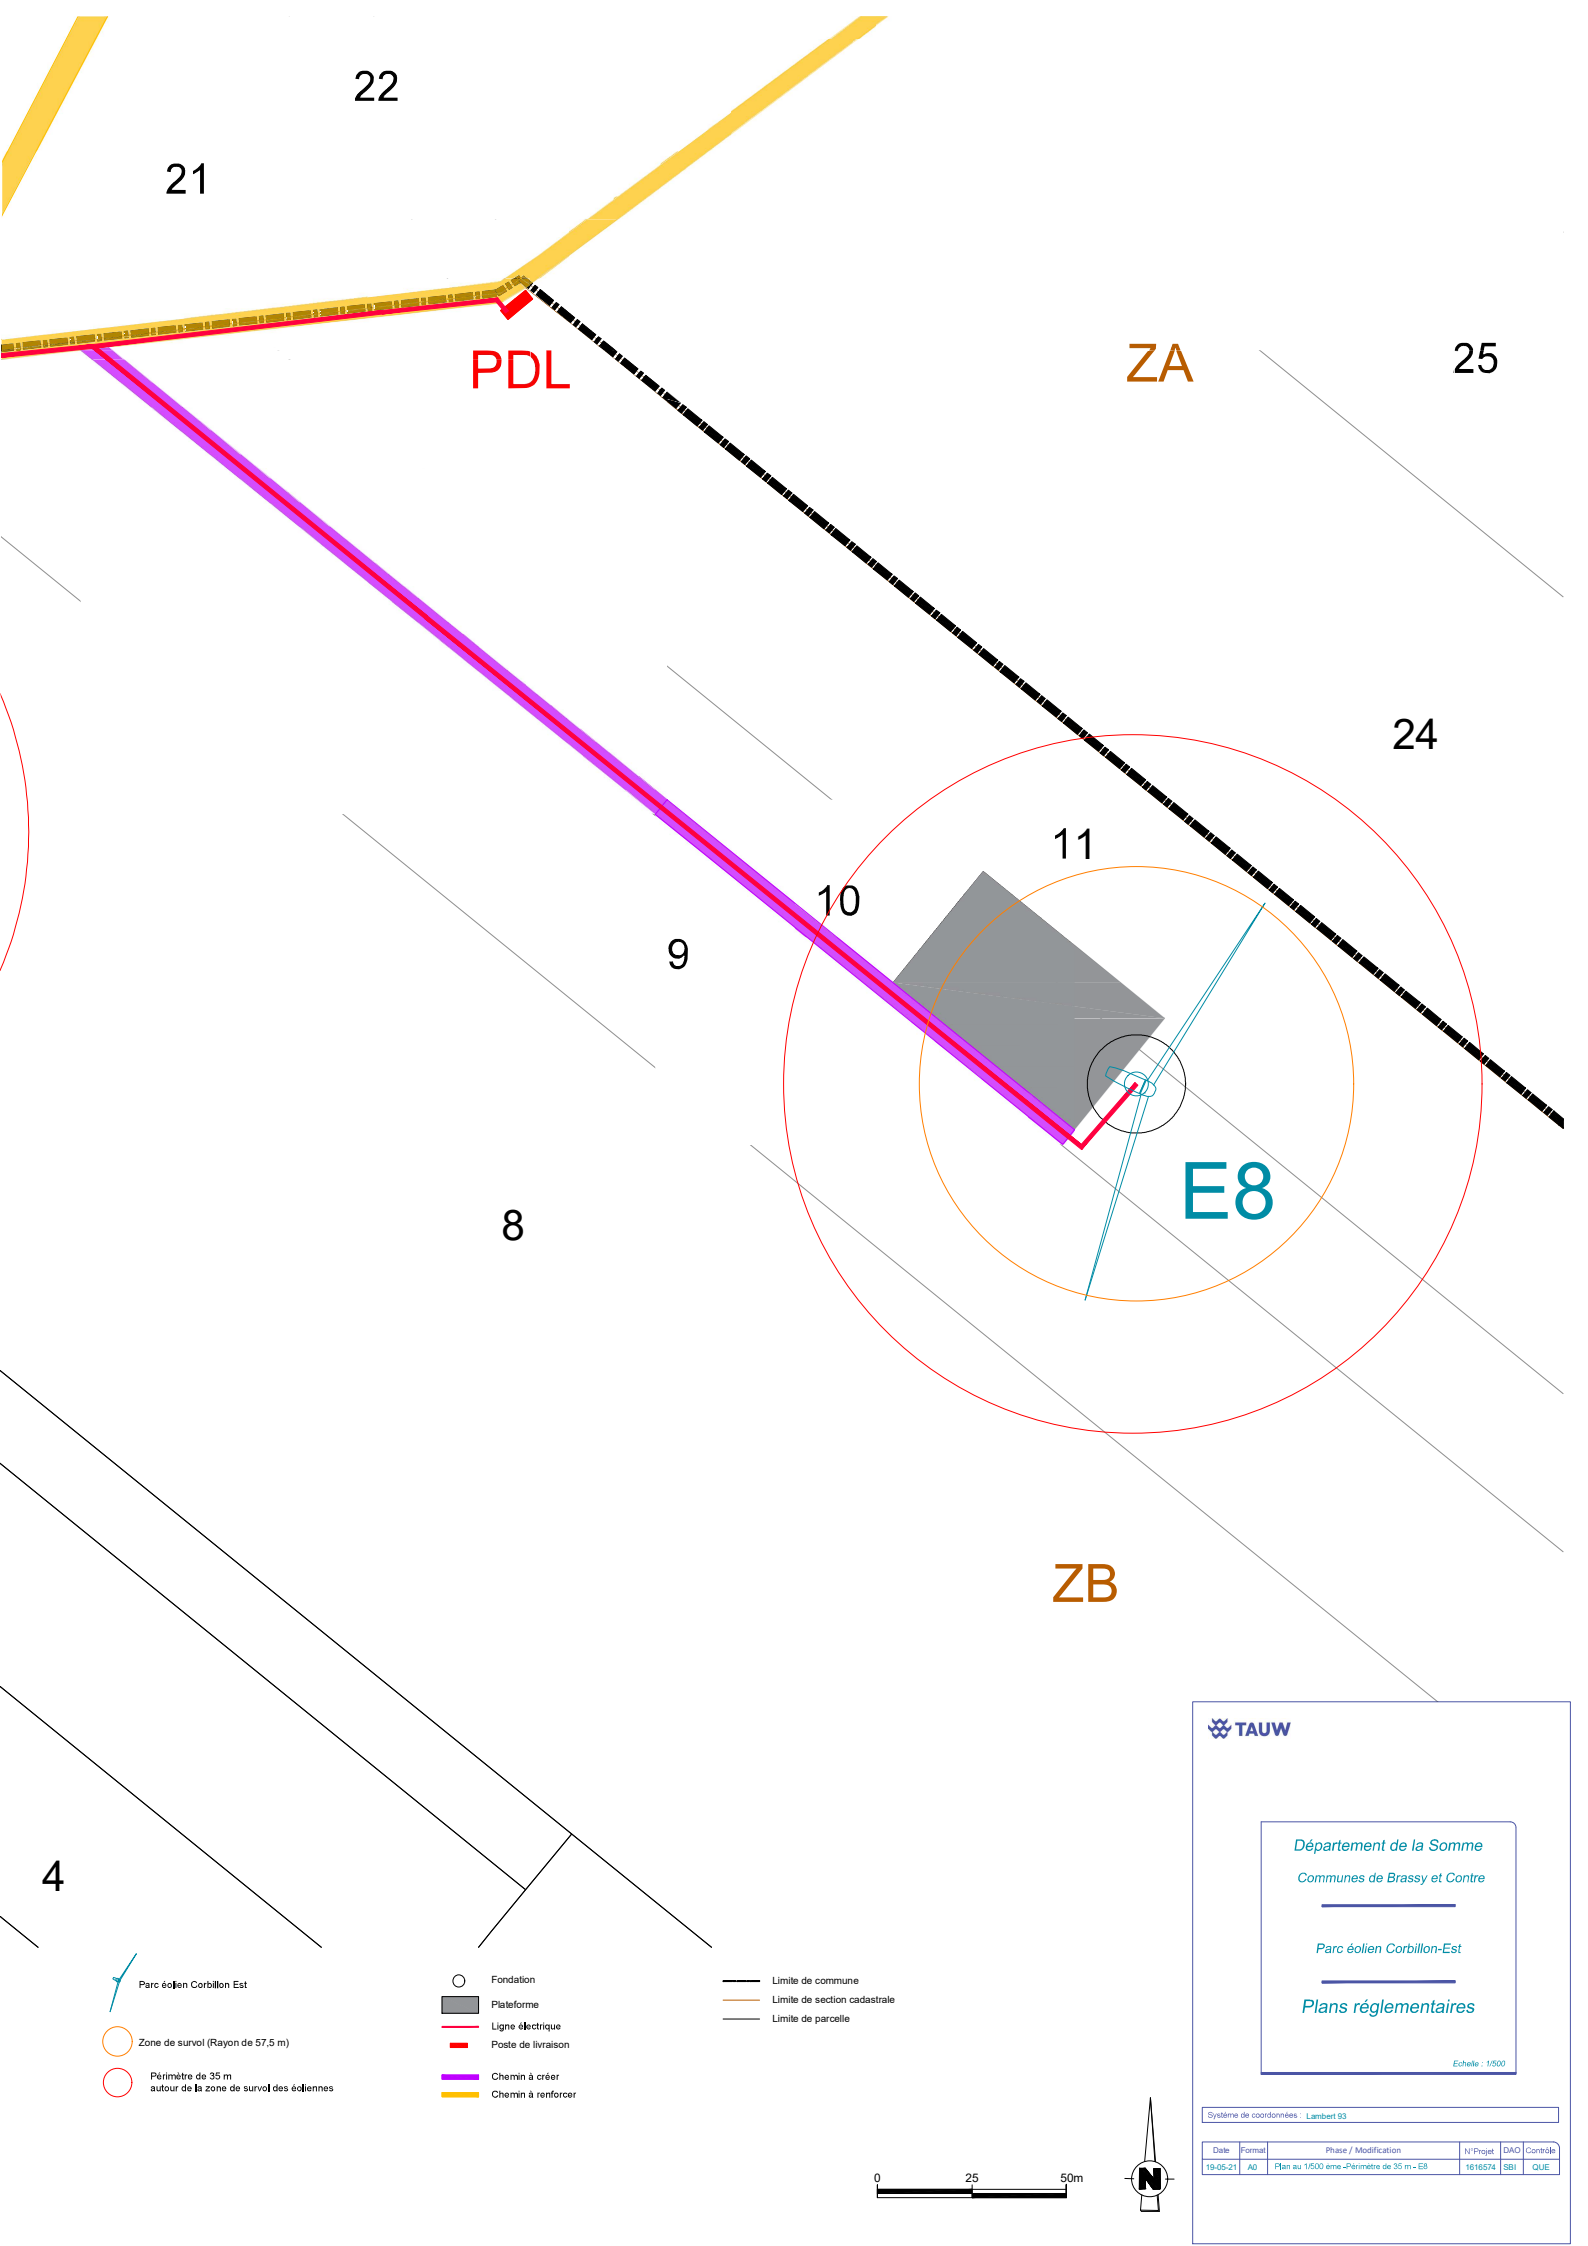 22
21
PDL
ZA
25
24
11
10
9
E8
8
ZB
4
TAUW
Département de la Somme
Communes de Brassy et Contre
Parc éolien Corbillon-Est
Plans réglementaires
Echelle : 1/500
Parc éolien Corbillon Est
Zone de survol (Rayon de 57,5 m)
Périmètre de 35 m
autour de la zone de survol des éoliennes
Fondation
Plateforme
Ligne électrique
Poste de livraison
Chemin à créer
Chemin à renforcer
Limite de commune
Limite de section cadastrale
Limite de parcelle
0 25 50m
N
Système de coordonnées : Lambert 93
Date Format Phase / Modification N°Projet DAO Contrôle
19-05-21 A0 Plan au 1/500 eme -Périmètre de 35 m - E8 1616574 SBI QUE